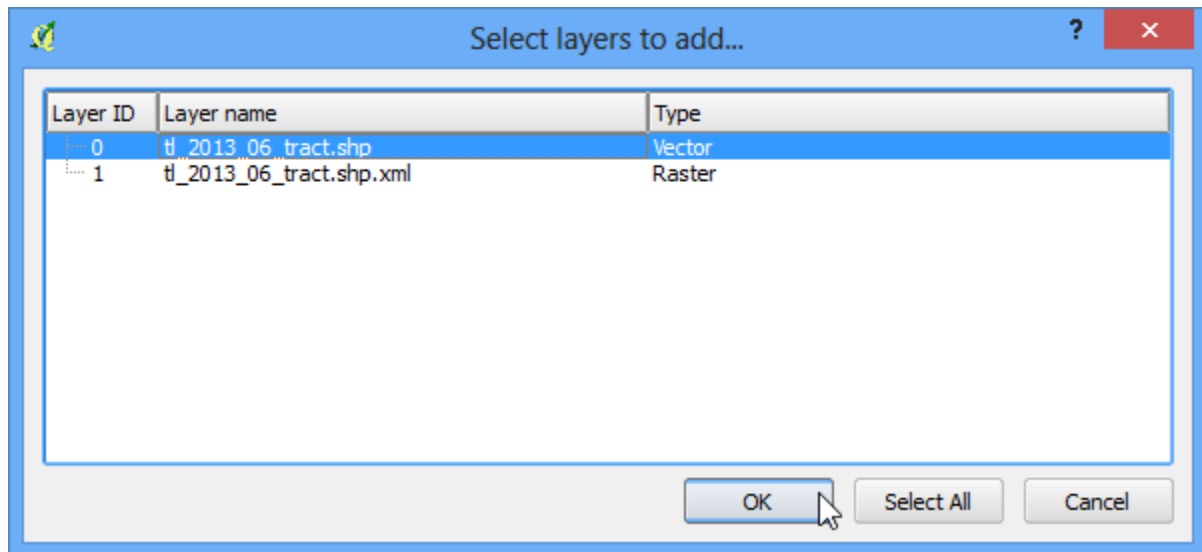 Select layers to add...
? ×
Layer ID Layer name Type
0 tl_2013_06_tract.shp Vector
1 tl_2013_06_tract.shp.xml Raster
OK Select All Cancel